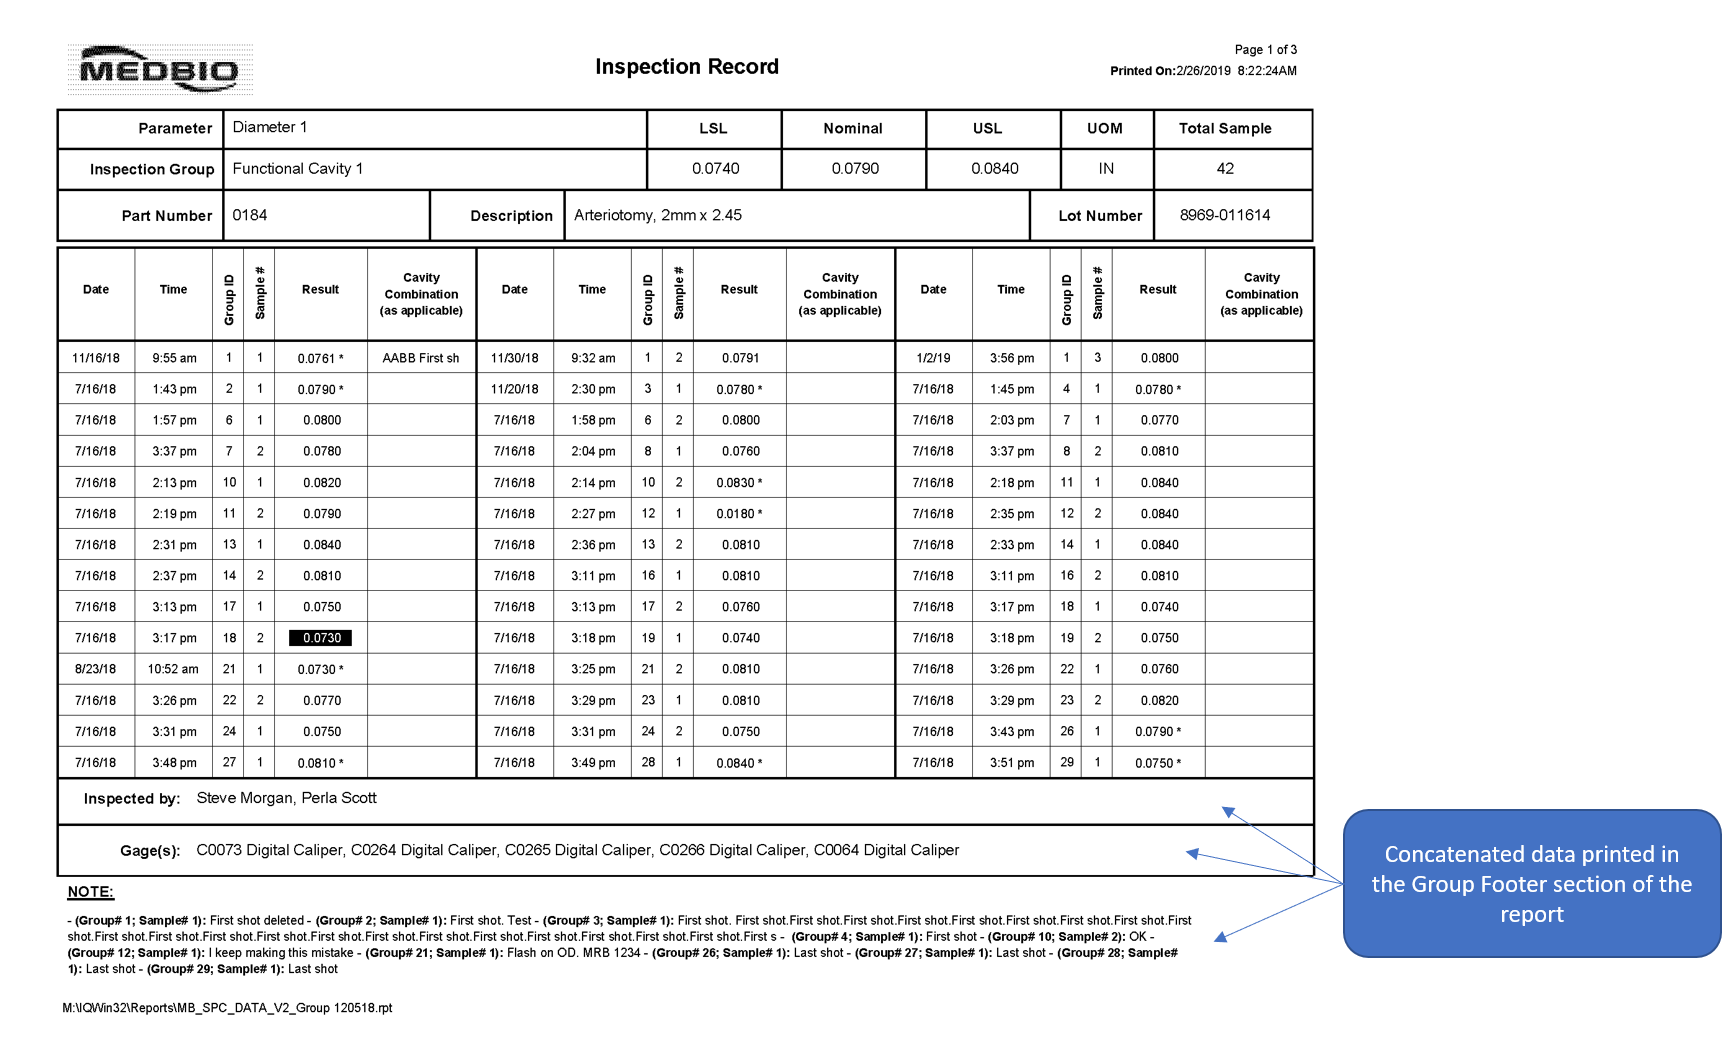 MEDBIO
Inspection Record
Page 1 of 3
Printed On:2/26/2019 8:22:24AM
Parameter Diameter 1 LSL Nominal USL UOM Total Sample
Inspection Group Functional Cavity 1 0.0740 0.0790 0.0840 IN 42
Part Number 0184 Description Arteriotomy, 2mm x 2.45 Lot Number 8969-011614
Date Time Group ID Sample # Result Cavity Combination (as applicable) Date Time Group ID Sample # Result Cavity Combination (as applicable) Date Time Group ID Sample # Result Cavity Combination (as applicable)
11/16/18 9:55 am 1 1 0.0761 * AABB First sh 11/30/18 9:32 am 1 2 0.0791 1/2/19 3:56 pm 1 3 0.0800
7/16/18 1:43 pm 2 1 0.0790 * 11/20/18 2:30 pm 3 1 0.0780 * 7/16/18 1:45 pm 4 1 0.0780 *
7/16/18 1:57 pm 6 1 0.0800 7/16/18 1:58 pm 6 2 0.0800 7/16/18 2:03 pm 7 1 0.0770
7/16/18 3:37 pm 7 2 0.0780 7/16/18 2:04 pm 8 1 0.0760 7/16/18 3:37 pm 8 2 0.0810
7/16/18 2:13 pm 10 1 0.0820 7/16/18 2:14 pm 10 2 0.0830 * 7/16/18 2:18 pm 11 1 0.0840
7/16/18 2:19 pm 11 2 0.0790 7/16/18 2:27 pm 12 1 0.0180 * 7/16/18 2:35 pm 12 2 0.0840
7/16/18 2:31 pm 13 1 0.0840 7/16/18 2:36 pm 13 2 0.0810 7/16/18 2:33 pm 14 1 0.0840
7/16/18 2:37 pm 14 2 0.0810 7/16/18 3:11 pm 16 1 0.0810 7/16/18 3:11 pm 16 2 0.0810
7/16/18 3:13 pm 17 1 0.0750 7/16/18 3:13 pm 17 2 0.0760 7/16/18 3:17 pm 18 1 0.0740
7/16/18 3:17 pm 18 2 0.0730 7/16/18 3:18 pm 19 1 0.0740 7/16/18 3:18 pm 19 2 0.0750
8/23/18 10:52 am 21 1 0.0730 * 7/16/18 3:25 pm 21 2 0.0810 7/16/18 3:26 pm 22 1 0.0760
7/16/18 3:26 pm 22 2 0.0770 7/16/18 3:29 pm 23 1 0.0810 7/16/18 3:29 pm 23 2 0.0820
7/16/18 3:31 pm 24 1 0.0750 7/16/18 3:31 pm 24 2 0.0750 7/16/18 3:43 pm 26 1 0.0790 *
7/16/18 3:48 pm 27 1 0.0810 * 7/16/18 3:49 pm 28 1 0.0840 * 7/16/18 3:51 pm 29 1 0.0750 *
Inspected by: Steve Morgan, Perla Scott
Gage(s): C0073 Digital Caliper, C0264 Digital Caliper, C0265 Digital Caliper, C0266 Digital Caliper, C0064 Digital Caliper
NOTE:
- (Group# 1; Sample# 1): First shot deleted - (Group# 2; Sample# 1): First shot. Test - (Group# 3; Sample# 1): First shot. First shot.First shot.First shot.First shot.First shot.First shot.First shot.First shot.First
shot.First shot.First shot.First shot.First shot.First shot.First shot.First shot.First shot.First shot.First shot.First shot.First shot.First s - (Group# 4; Sample# 1): First shot - (Group# 10; Sample# 2): OK -
(Group# 12; Sample# 1): I keep making this mistake - (Group# 21; Sample# 1): Flash on OD. MRB 1234 - (Group# 26; Sample# 1): Last shot - (Group# 27; Sample# 1): Last shot - (Group# 28; Sample#
1): Last shot - (Group# 29; Sample# 1): Last shot
M:\IQWin32\Reports\MB_SPC_DATA_V2_Group 120518.rpt
Concatenated data printed in
the Group Footer section of the
report